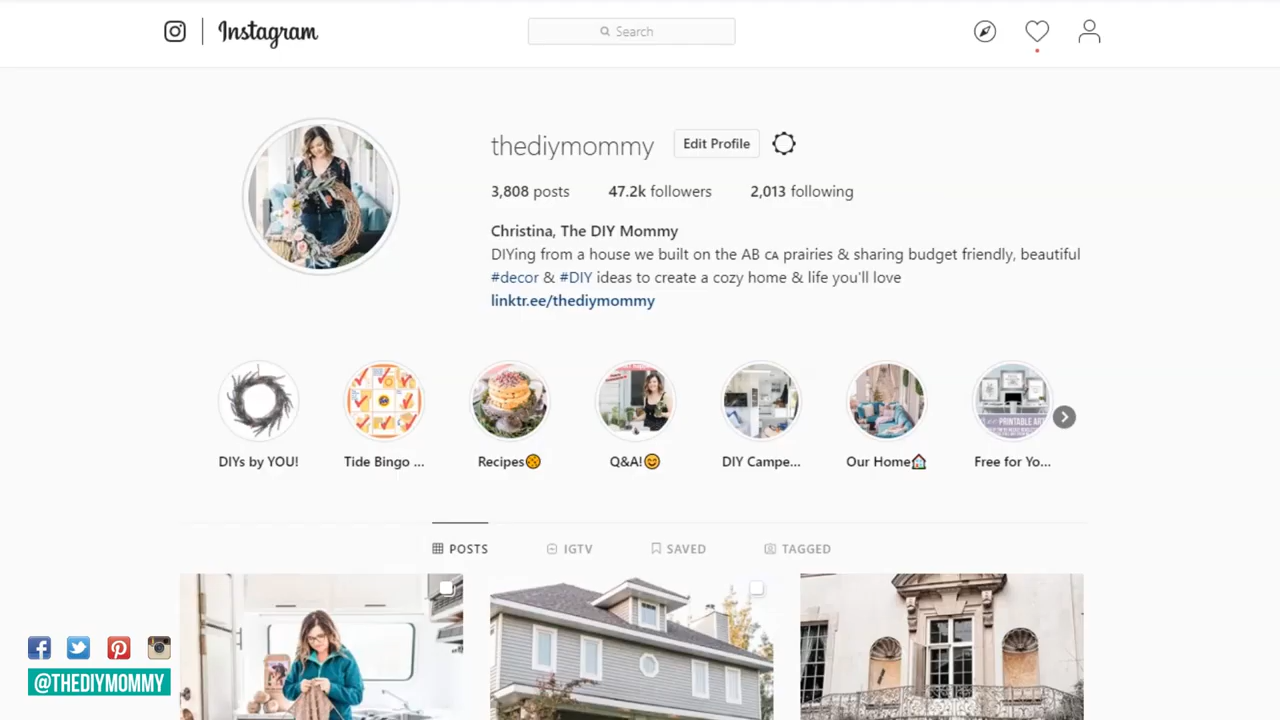 Instagram
Search
thediymommy
Edit Profile
3,808 posts 47.2k followers 2,013 following
Christina, The DIY Mommy
DIYing from a house we built on the AB CA prairies & sharing budget friendly, beautiful
#decor & #DIY ideas to create a cozy home & life you'll love
linktr.ee/thediymommy
DIYs by YOU!
Tide Bingo ...
Recipes
Q&A!
DIY Campe...
Our Home
Free for Yo...
PRINTABLE AR
POSTS IGTV SAVED TAGGED
@THEDIYMOMMY